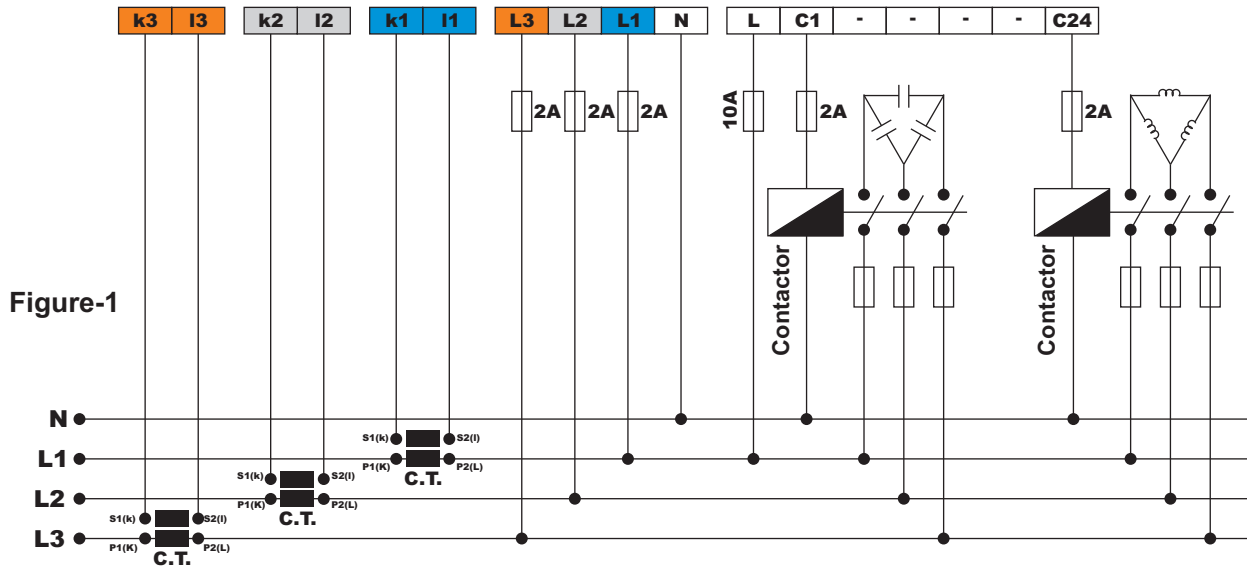 k3 l3 k2 l2 k1 l1 L3 L2 L1 N L C1 - - - - C24
2A 2A 2A 10A 2A 2A
Contactor
Contactor
Figure-1
N
S1(k) S2(l)
L1
P1(K) P2(L)
C.T.
S1(k) S2(l)
L2
P1(K) P2(L)
C.T.
S1(k) S2(l)
L3
P1(K) P2(L)
C.T.